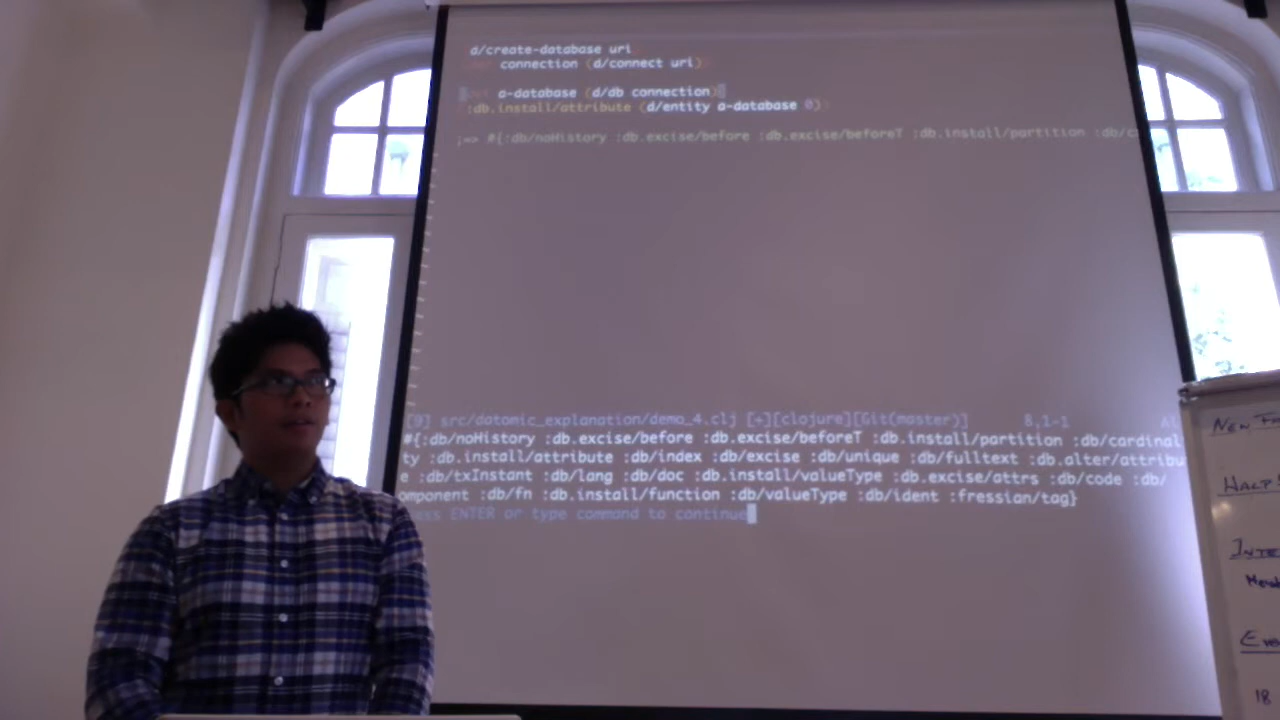 d/create-database uri
connection (d/connect uri)
a-database (d/db connection)
:db.install/attribute (d/entity a-database 0)
;=> #{:db/noHistory :db.excise/before :db.excise/beforeT :db.install/partition
[9] src/datomic_explanation/demo_4.clj [+][clojure][Git(master)] 8,1-1
#{:db/noHistory :db.excise/before :db.excise/beforeT :db.install/partition :db/cardinal
ty :db.install/attribute :db/index :db/excise :db/unique :db/fulltext :db.alter/attribu
e :db/txInstant :db/lang :db/doc :db.install/valueType :db.excise/attrs :db/code :db/
omponent :db/fn :db.install/function :db/valueType :db/ident :fressian/tag}
ENTER or type command to continue
New
18